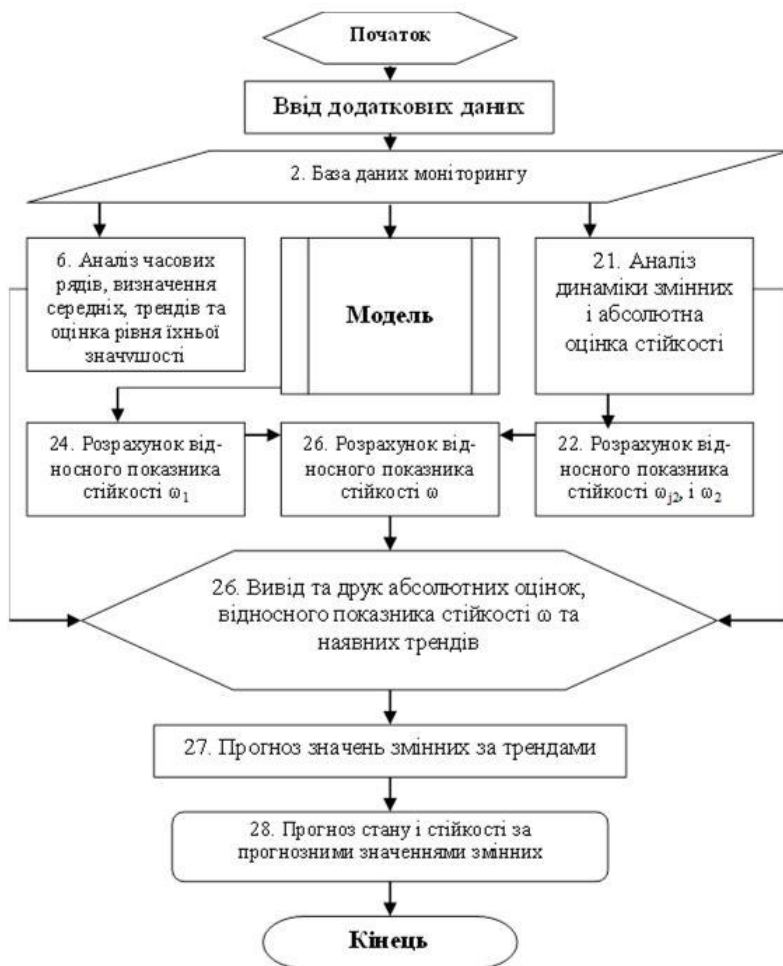 Початок
Ввід додаткових даних
2. База даних моніторингу
6. Аналіз часових
рядів, визначення
середніх, трендів та
оцінка рівня їхньої
значушості
Модель
21. Аналіз
динаміки змінних
і абсолютна
оцінка стійкості
24. Розрахунок від-
носного показника
стійкості ω1
26. Розрахунок від-
носного показника
стійкості ω
22. Розрахунок від-
носного показника
стійкості ωj2, і ω2
26. Вивід та друк абсолютних оцінок,
відносного показника стійкості ω та
наявних трендів
27. Прогноз значень змінних за трендами
28. Прогноз стану і стійкості за
прогнозними значеннями змінних
Кінець